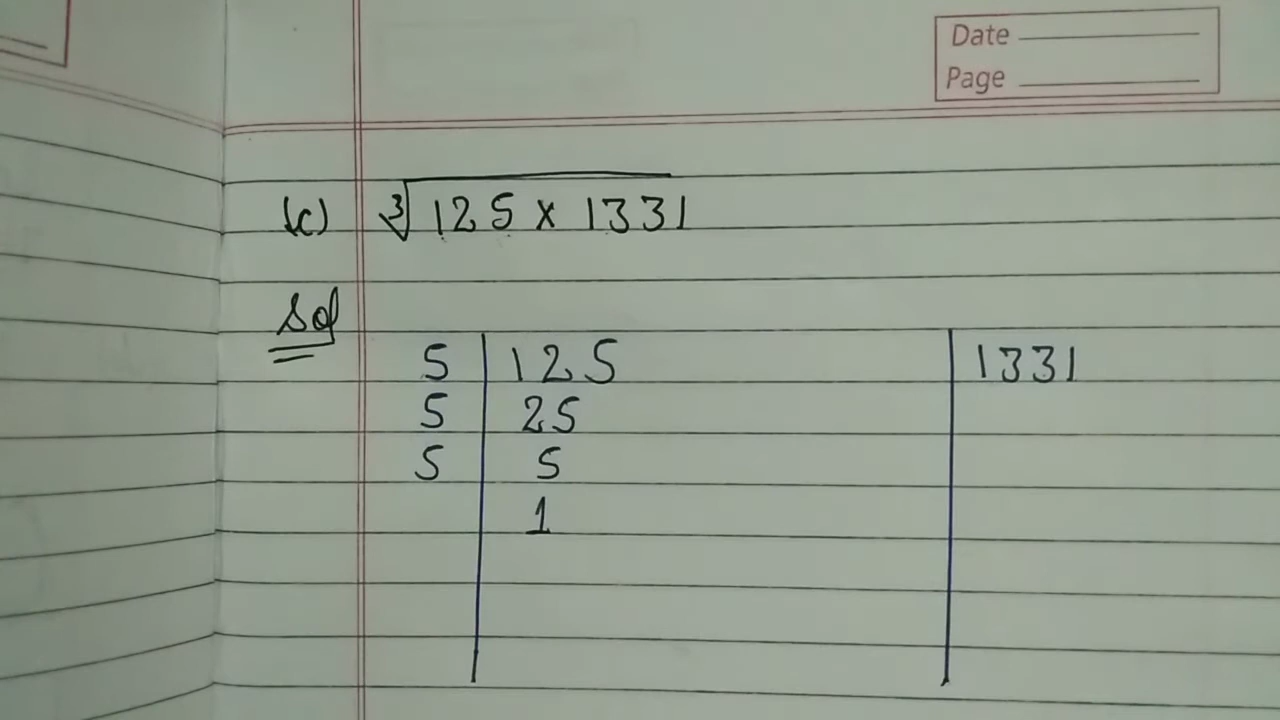 Date
Page
(c) ∛125 × 1331
Sol
5 | 125 | 1331
5 | 25
5 | 5
1